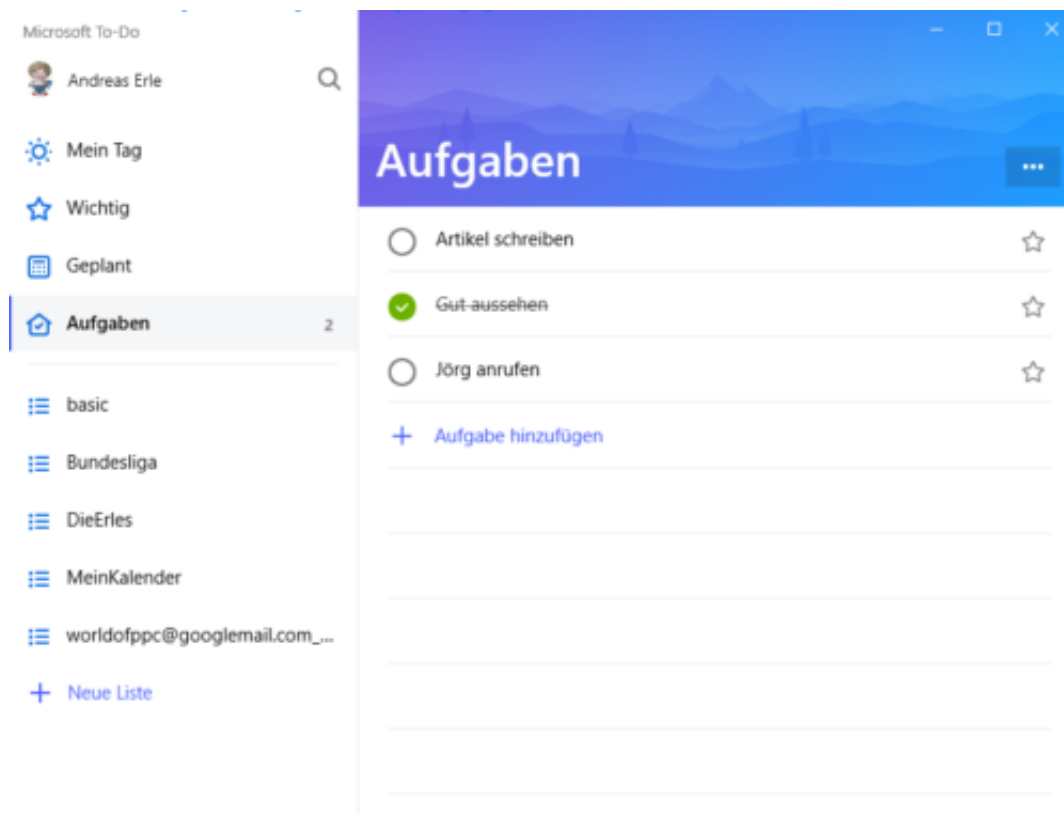 Microsoft To-Do
Andreas Erle
Mein Tag
Wichtig
Geplant
Aufgaben 2
basic
Bundesliga
DieErles
MeinKalender
worldofppc@googlemail.com_...
Neue Liste
Aufgaben
Artikel schreiben
Gut aussehen
Jörg anrufen
Aufgabe hinzufügen